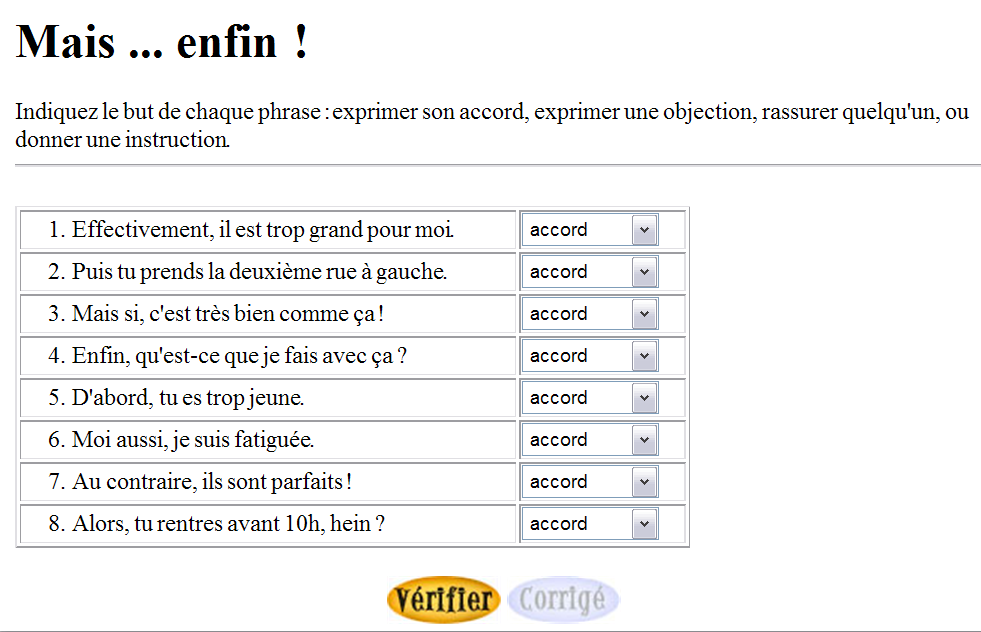 Mais ... enfin !
Indiquez le but de chaque phrase : exprimer son accord, exprimer une objection, rassurer quelqu'un, ou
donner une instruction.
1. Effectivement, il est trop grand pour moi. accord
2. Puis tu prends la deuxième rue à gauche. accord
3. Mais si, c'est très bien comme ça ! accord
4. Enfin, qu'est-ce que je fais avec ça ? accord
5. D'abord, tu es trop jeune. accord
6. Moi aussi, je suis fatiguée. accord
7. Au contraire, ils sont parfaits ! accord
8. Alors, tu rentres avant 10h, hein ? accord
Vérifier Corrigé